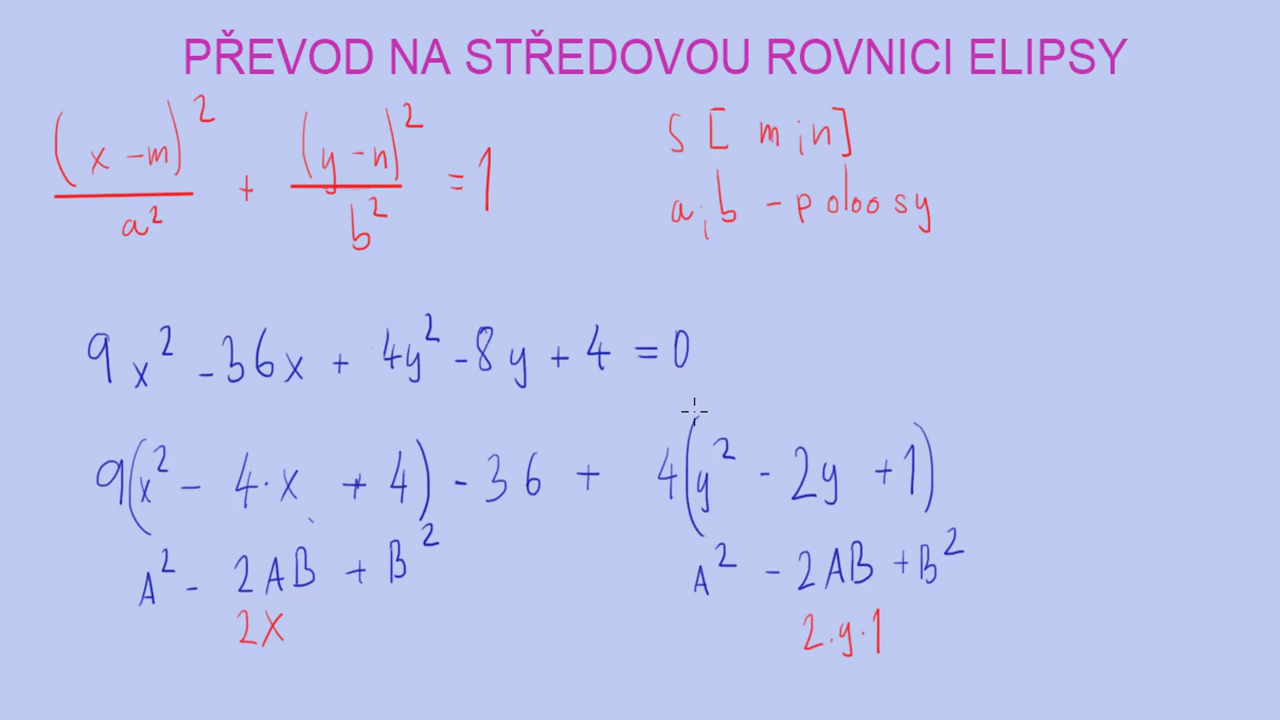 PŘEVOD NA STŘEDOVOU ROVNICI ELIPSY
(x-m)²/a² + (y-n)²/b² = 1
S[m;n]
a;b - poloosy
9x² - 36x + 4y² - 8y + 4 = 0
9(x² - 4·x + 4) - 36 + 4(y² - 2y + 1)
A² - 2AB + B² A² - 2AB + B²
2X 2·y·1